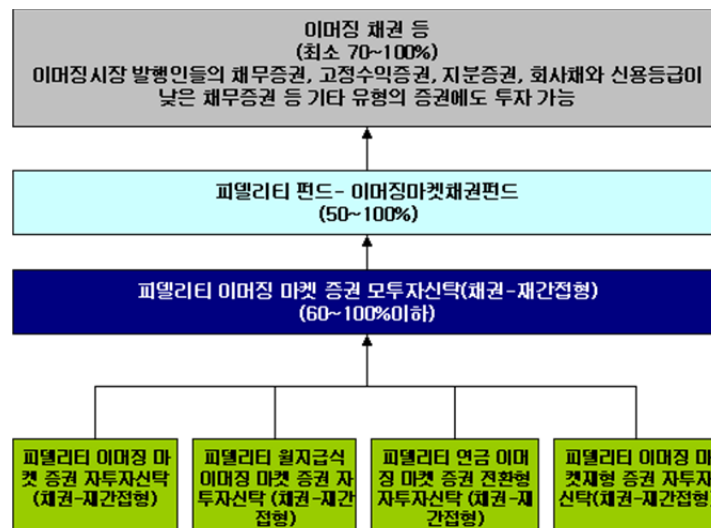 이머징 채권 등
(최소 70~100%)
이머징시장 발행인들의 채무증권, 고정수익증권, 지분증권, 회사채와 신용등급이
낮은 채무증권 등 기타 유형의 증권에도 투자 가능
피델리티 펀드- 이머징마켓채권펀드
(50~100%)
피델리티 이머징 마켓 증권 모투자신탁(채권-재간접형)
(60~100%이하)
피델리티 이머징 마
켓 증권 자투자신탁
(채권-재간접형)
피델리티 월지급식
이머징 마켓 증권 자
투자신탁 (채권-재간
접형)
피델리티 연금 이머
징 마켓 증권 전환형
자투자신탁 (채권-재
간접형)
피델리티 이머징 마
켓재형 증권 자투자
신탁(채권-재간접형)